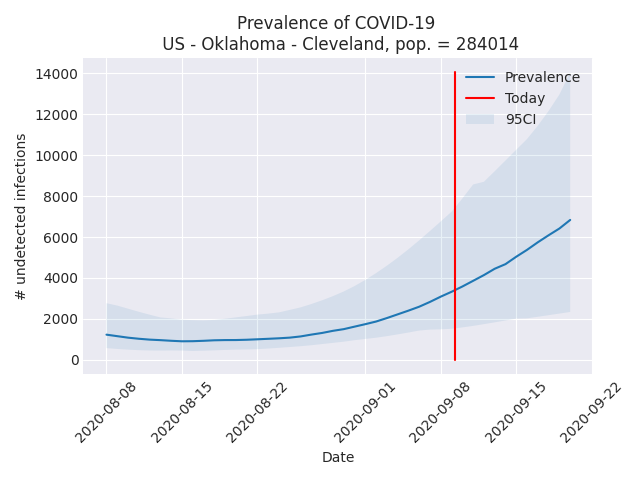 Prevalence of COVID-19
US - Oklahoma - Cleveland, pop. = 284014
Prevalence
Today
95CI
14000
12000
10000
8000
6000
4000
2000
0
# undetected infections
2020-08-08
2020-08-15
2020-08-22
2020-09-01
2020-09-08
2020-09-15
2020-09-22
Date